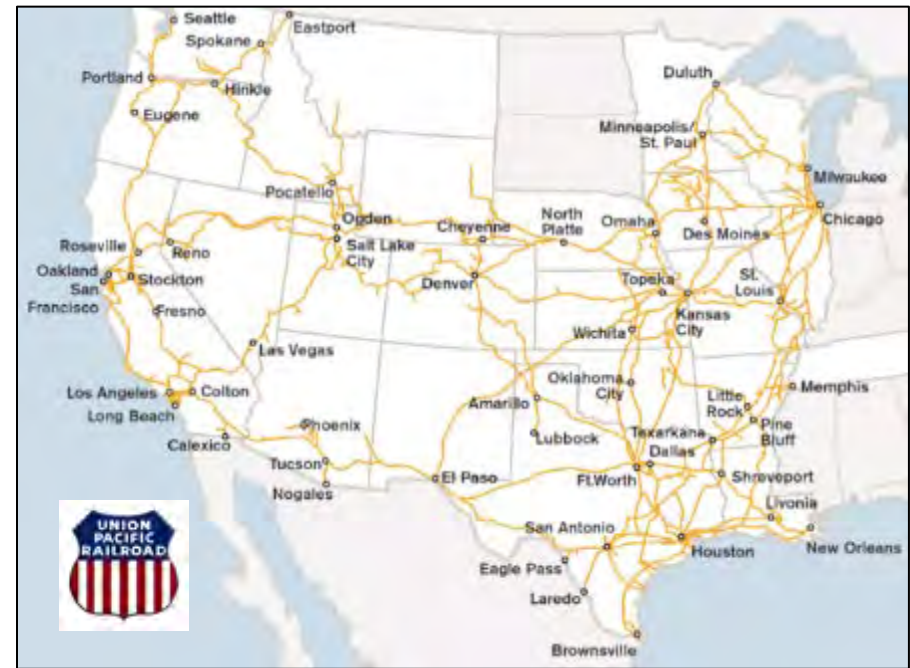 Seattle
Eastport
Spokane
Portland
Hinkle
Eugene
Duluth
Minneapolis/
St. Paul
Milwaukee
Pocatello
Ogden
Cheyenne
North
Platte
Omaha
Des Moines
Chicago
Roseville
Reno
Salt Lake
City
Oakland
San
Francisco
Stockton
Denver
Topeka
St.
Louis
Fresno
Kansas
City
Wichita
Las Vegas
Los Angeles
Colton
Long Beach
Oklahoma
City
Amarillo
Little
Rock
Memphis
Calexico
Phoenix
Lubbock
Texarkana
Pine
Bluff
Tucson
Dallas
Nogales
El Paso
Ft.Worth
Shreveport
Livonia
San Antonio
Houston
New Orleans
Eagle Pass
Laredo
Brownsville
UNION
PACIFIC
RAILROAD